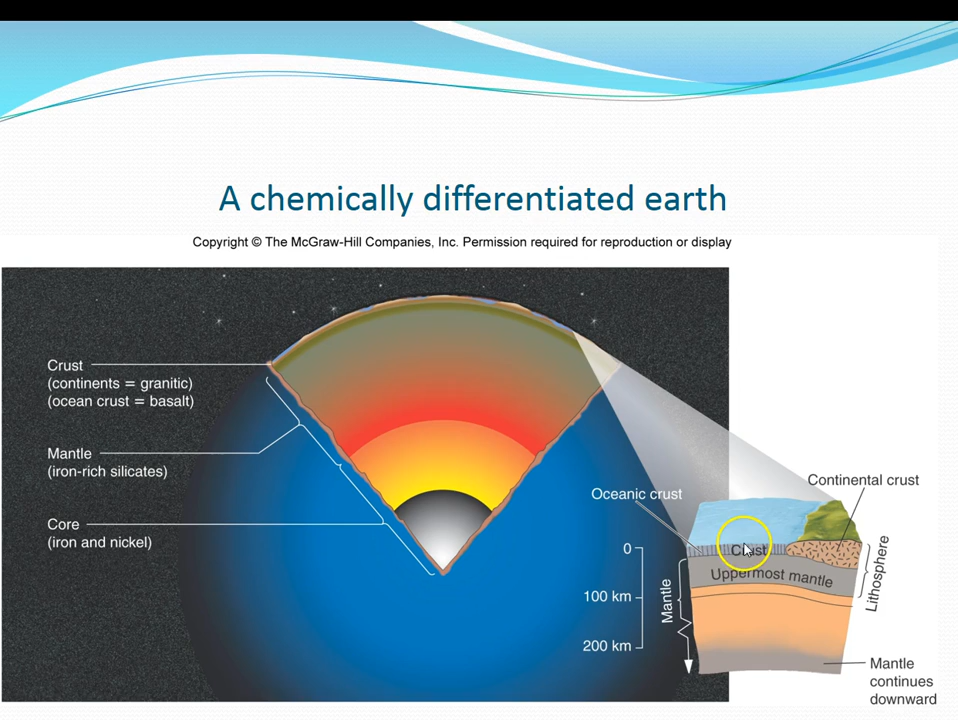 A chemically differentiated earth
Copyright © The McGraw-Hill Companies, Inc. Permission required for reproduction or display
Crust
(continents = granitic)
(ocean crust = basalt)
Mantle
(iron-rich silicates)
Core
(iron and nickel)
Continental crust
Oceanic crust
0
Crust
Uppermost mantle
Lithosphere
100 km
Mantle
200 km
Mantle
continues
downward